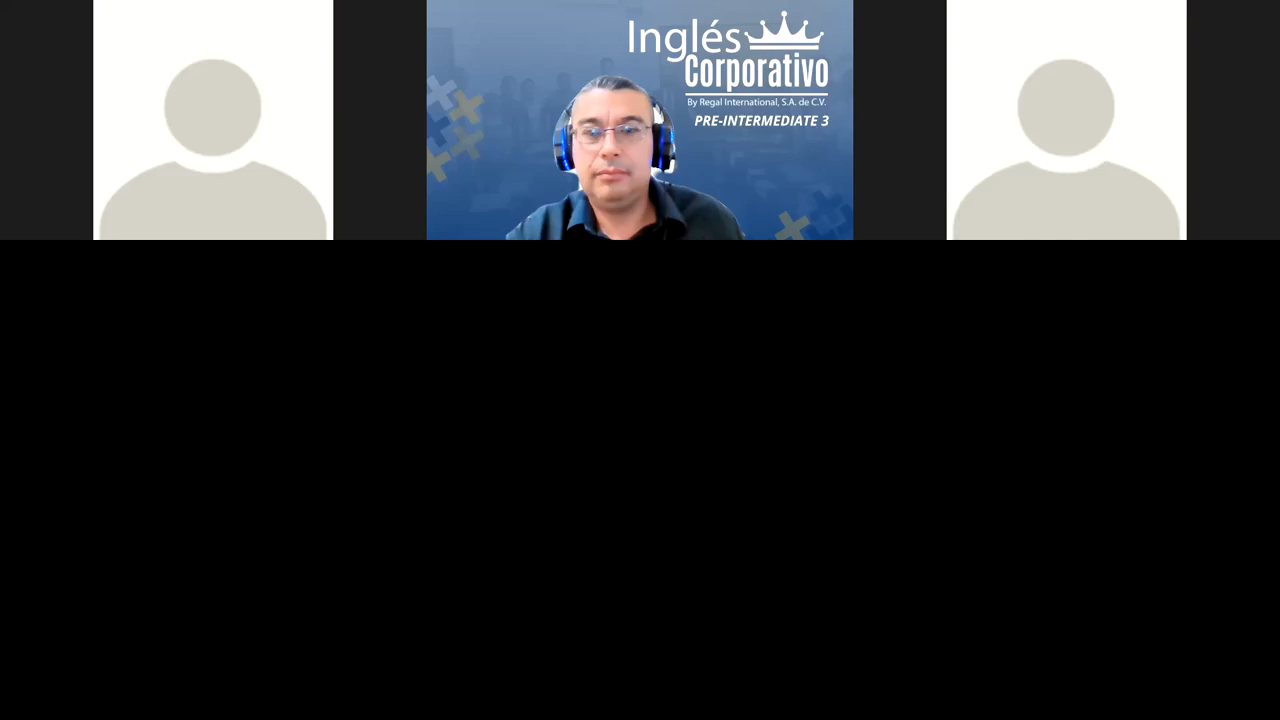 Inglés
Corporativo
By Regal International, S.A. de C.V.
PRE-INTERMEDIATE 3